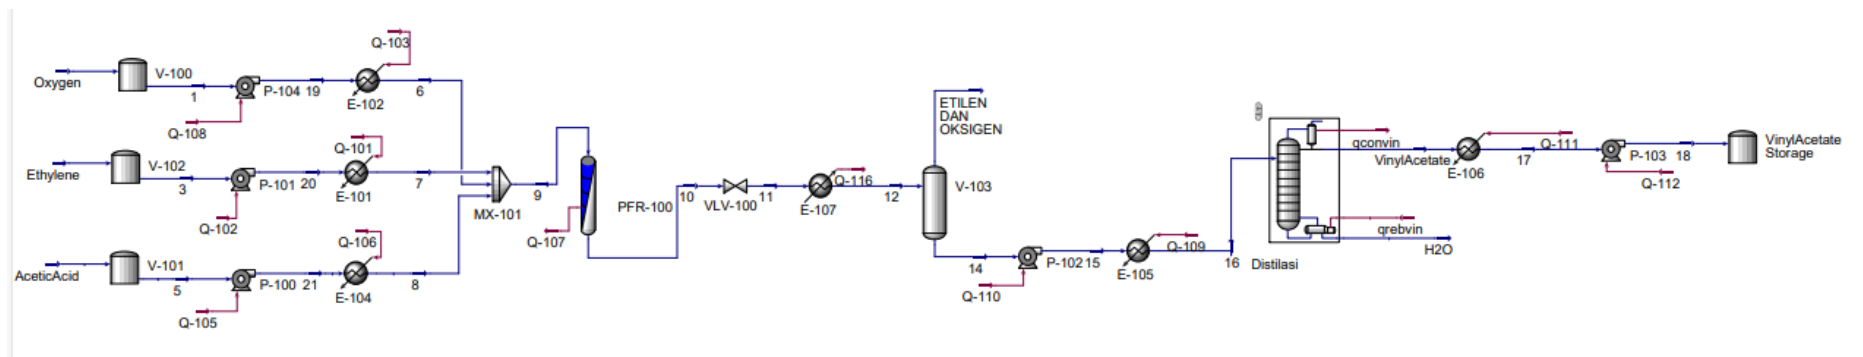 Oxygen
V-100
1
P-104
19
Q-108
Q-103
E-102
6
Ethylene
V-102
3
P-101
20
Q-102
Q-101
E-101
7
AceticAcid
V-101
5
P-100
21
Q-105
Q-106
E-104
8
MX-101
9
Q-107
PFR-100
10
VLV-100
11
E-107
Q-116
12
ETILEN
DAN
OKSIGEN
V-103
14
Q-110
P-102
15
E-105
Q-109
16
Distilasi
qconvin
VinylAcetate
qrebvin
H2O
E-106
Q-111
17
P-103
18
Q-112
VinylAcetate
Storage